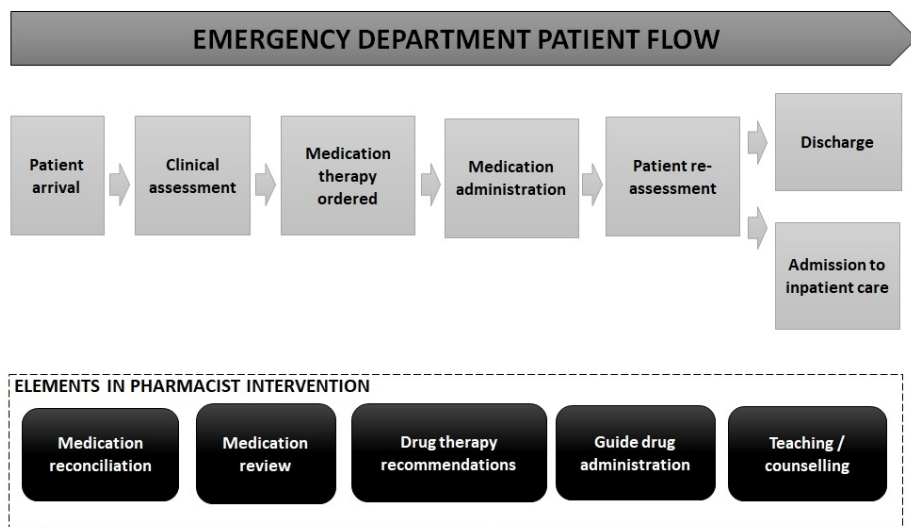 EMERGENCY DEPARTMENT PATIENT FLOW
Patient
arrival
Clinical
assessment
Medication
therapy
ordered
Medication
administration
Patient re-
assessment
Discharge
Admission to
inpatient care
ELEMENTS IN PHARMACIST INTERVENTION
Medication
reconciliation
Medication
review
Drug therapy
recommendations
Guide drug
administration
Teaching /
counselling